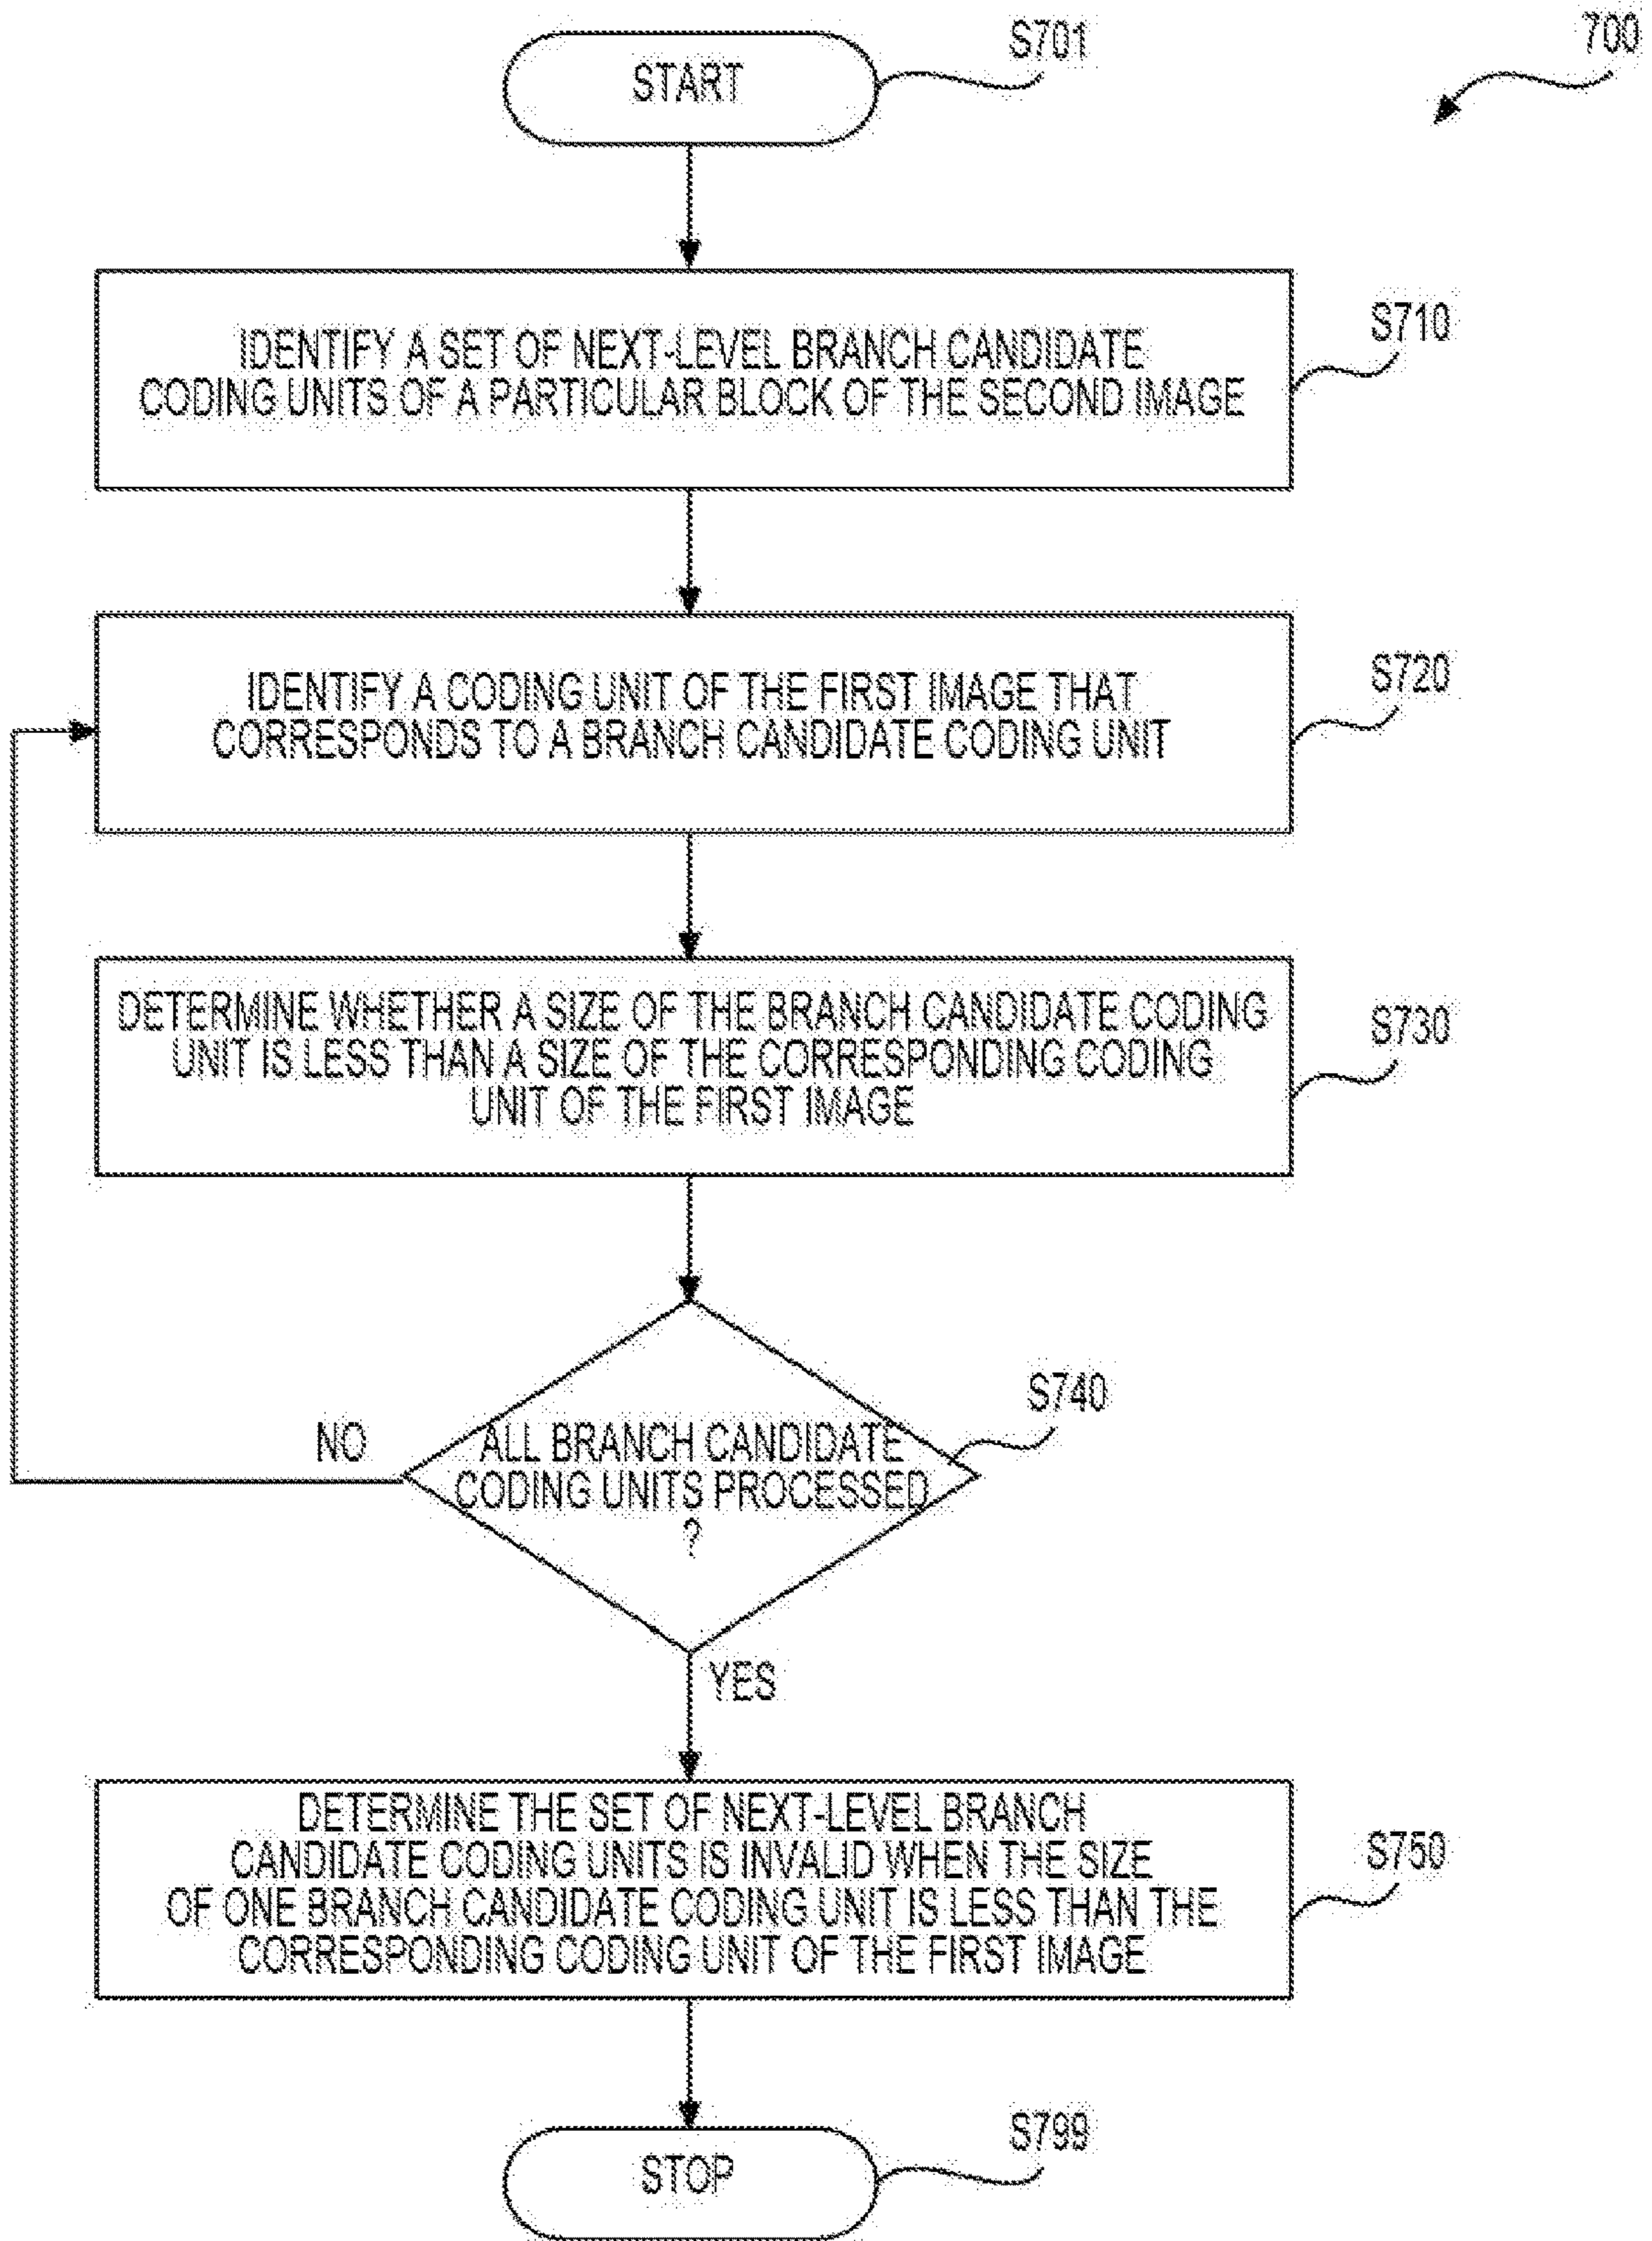 700
START
S701
IDENTIFY A SET OF NEXT-LEVEL BRANCH CANDIDATE
CODING UNITS OF A PARTICULAR BLOCK OF THE SECOND IMAGE
S710
IDENTIFY A CODING UNIT OF THE FIRST IMAGE THAT
CORRESPONDS TO A BRANCH CANDIDATE CODING UNIT
S720
DETERMINE WHETHER A SIZE OF THE BRANCH CANDIDATE CODING
UNIT IS LESS THAN A SIZE OF THE CORRESPONDING CODING
UNIT OF THE FIRST IMAGE
S730
ALL BRANCH CANDIDATE
CODING UNITS PROCESSED
?
S740
NO
YES
DETERMINE THE SET OF NEXT-LEVEL BRANCH
CANDIDATE CODING UNITS IS INVALID WHEN THE SIZE
OF ONE BRANCH CANDIDATE CODING UNIT IS LESS THAN THE
CORRESPONDING CODING UNIT OF THE FIRST IMAGE
S750
STOP
S799